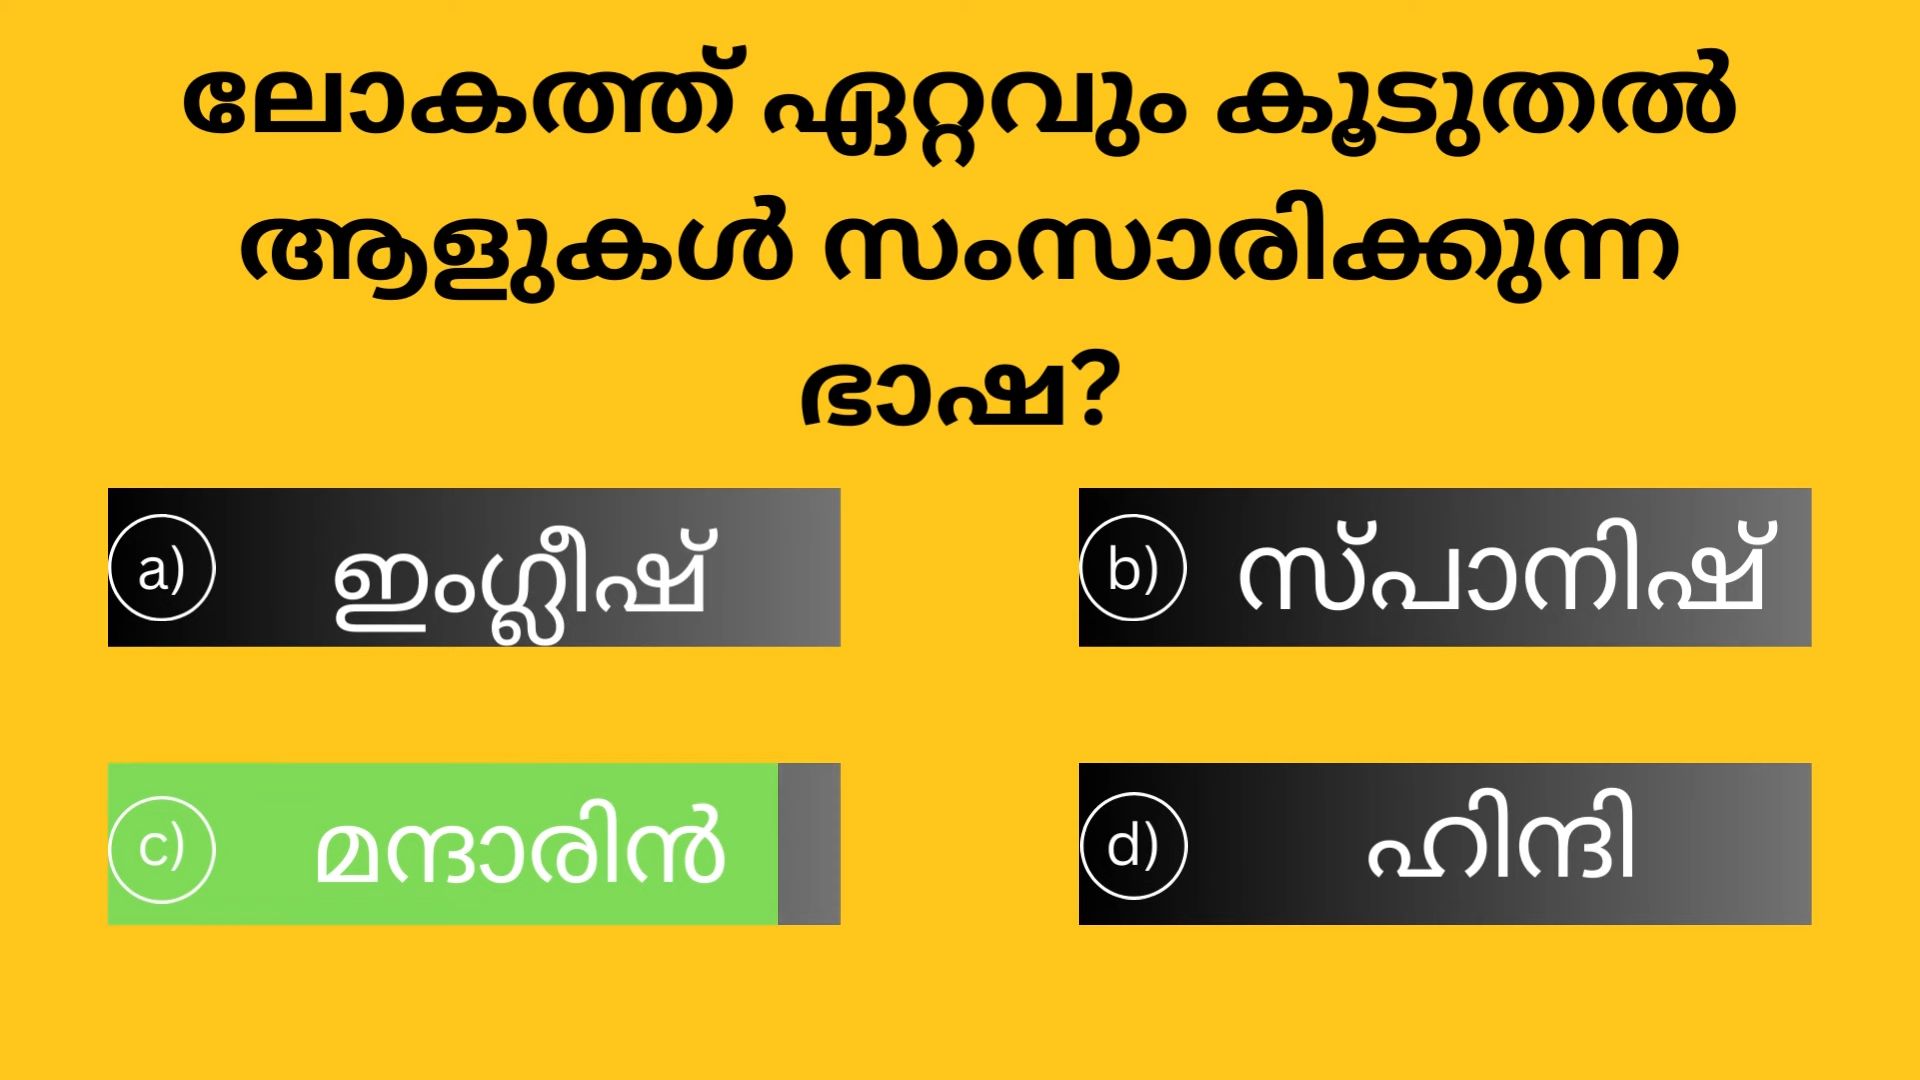 ലോകത്ത് ഏറ്റവും കൂടുതൽ
ആളുകൾ സംസാരിക്കുന്ന
ഭാഷ?
a) ഇംഗ്ലീഷ്
b) സ്പാനിഷ്
c) മന്ദാരിൻ
d) ഹിന്ദി